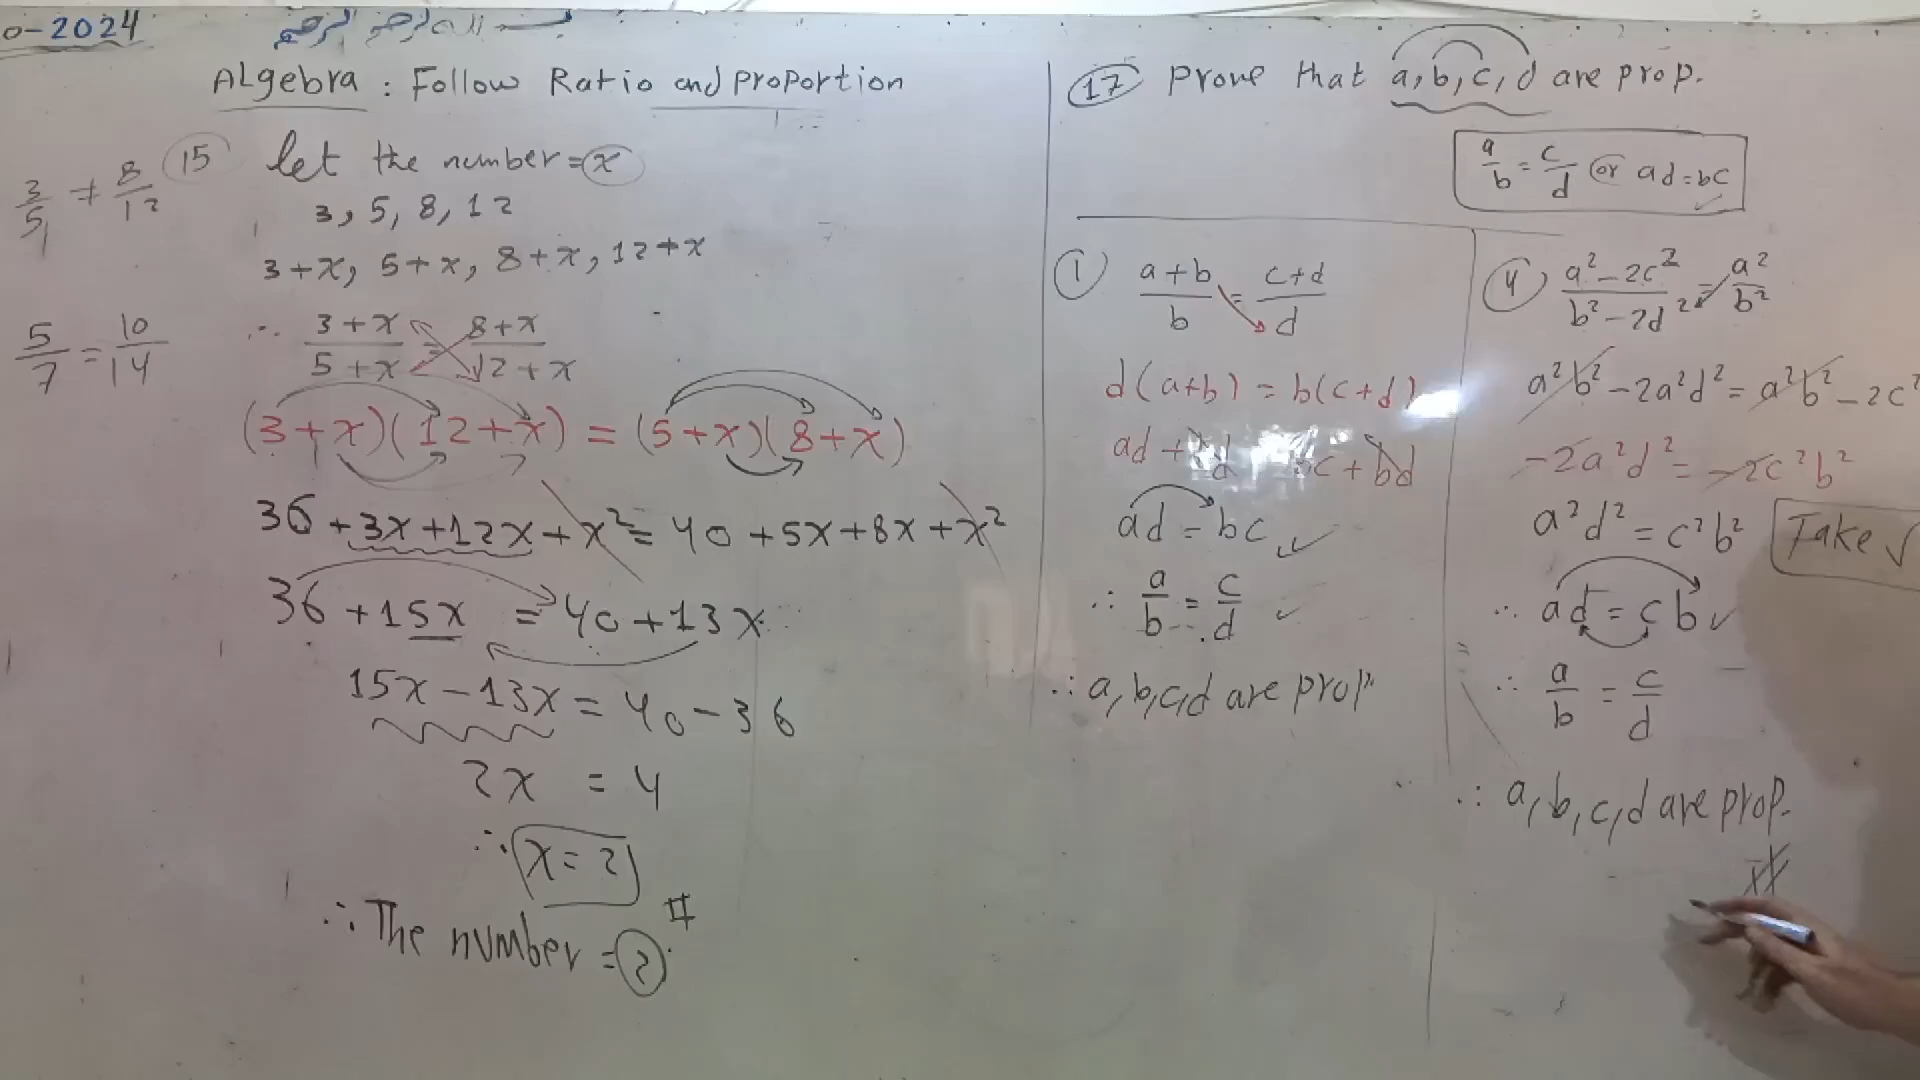 o-2024
بسم الله الرحمن الرحيم
Algebra : Follow Ratio and proportion
3/5 ≠ 8/12
5/7 = 10/14
15 let the number = x
3, 5, 8, 12
3+x, 5+x, 8+x, 12+x
∴ (3+x)/(5+x) = (8+x)/(12+x)
(3+x)(12+x) = (5+x)(8+x)
36 +3x+12x+x² = 40 +5x+8x+x²
36 +15x = 40+13x
15x-13x = 40-36
2x = 4
∴ x=2
∴ The number = 2 #
17 prove that a,b,c,d are prop.
a/b = c/d or ad=bc
1 (a+b)/b = (c+d)/d
d(a+b) = b(c+d)
ad + bd = bc + bd
ad = bc
∴ a/b = c/d
∴ a, b,c,d are prop.
4 (a²-2c²)/(b²-2d²) = a²/b²
a²b²-2a²d² = a²b²-2c²
-2a²d² = -2c²b²
a²d² = c²b² Take √
∴ ad = cb
∴ a/b = c/d
∴ a,b,c,d are prop.